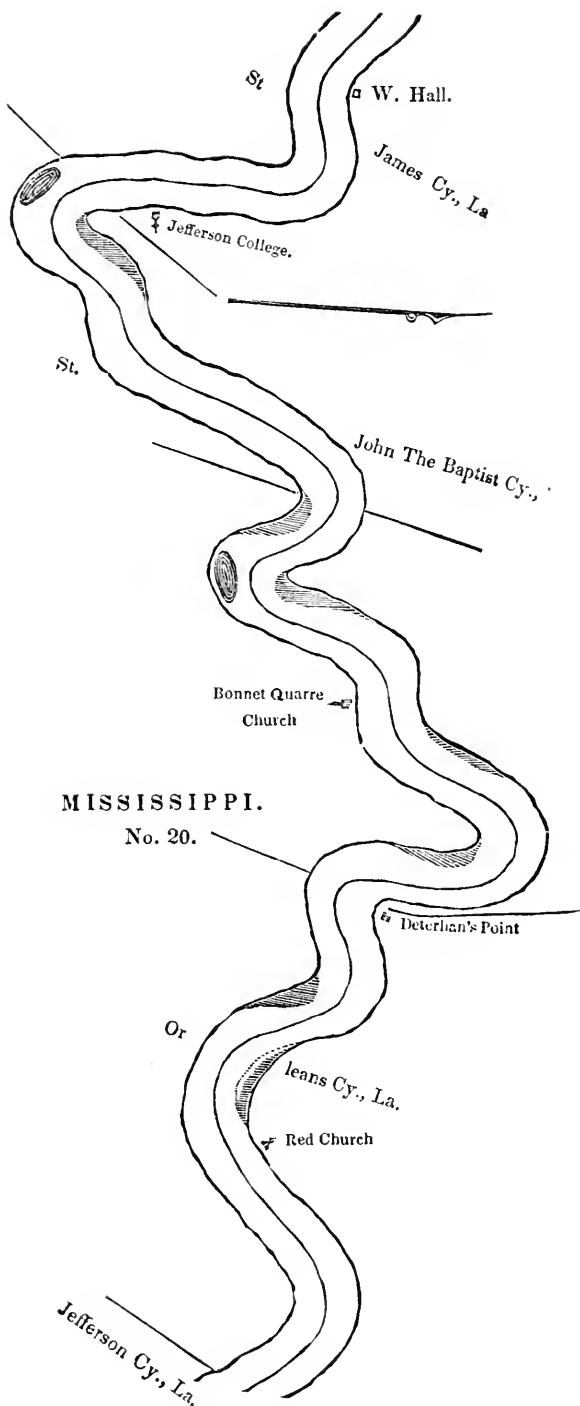 St
W. Hall.
James Cy., La
Jefferson College.
St.
John The Baptist Cy.,
Bonnet Quarre
Church
MISSISSIPPI.
No. 20.
Deterhan's Point
Or
leans Cy., La.
Red Church
Jefferson Cy., La.